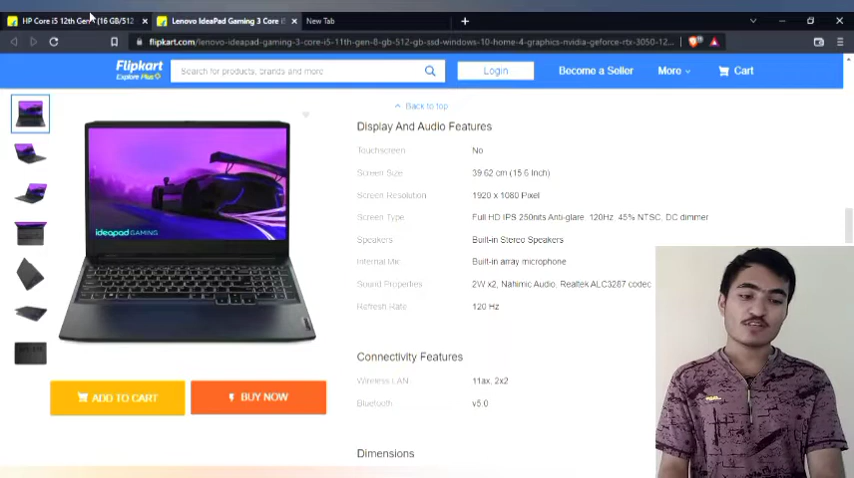 HP Core i5 12th Gen - (16 GB/512
Lenovo IdeaPad Gaming 3 Core i5
New Tab
flipkart.com/lenovo-ideapad-gaming-3-core-i5-11th-gen-8-gb-512-gb-ssd-windows-10-home-4-graphics-nvidia-geforce-rtx-3050-12...
Flipkart
Explore Plus
Search for products, brands and more
Login
Become a Seller
More
Cart
Back to top
Display And Audio Features
Touchscreen No
Screen Size 39.62 cm (15.6 Inch)
Screen Resolution 1920 x 1080 Pixel
Screen Type Full HD IPS 250nits Anti-glare, 120Hz, 45% NTSC, DC dimmer
Speakers Built-in Stereo Speakers
Internal Mic Built-in array microphone
Sound Properties 2W x2, Nahimic Audio, Realtek ALC3287 codec
Refresh Rate 120 Hz
ideapad GAMING
Connectivity Features
Wireless LAN 11ax, 2x2
Bluetooth v5.0
ADD TO CART
BUY NOW
Dimensions